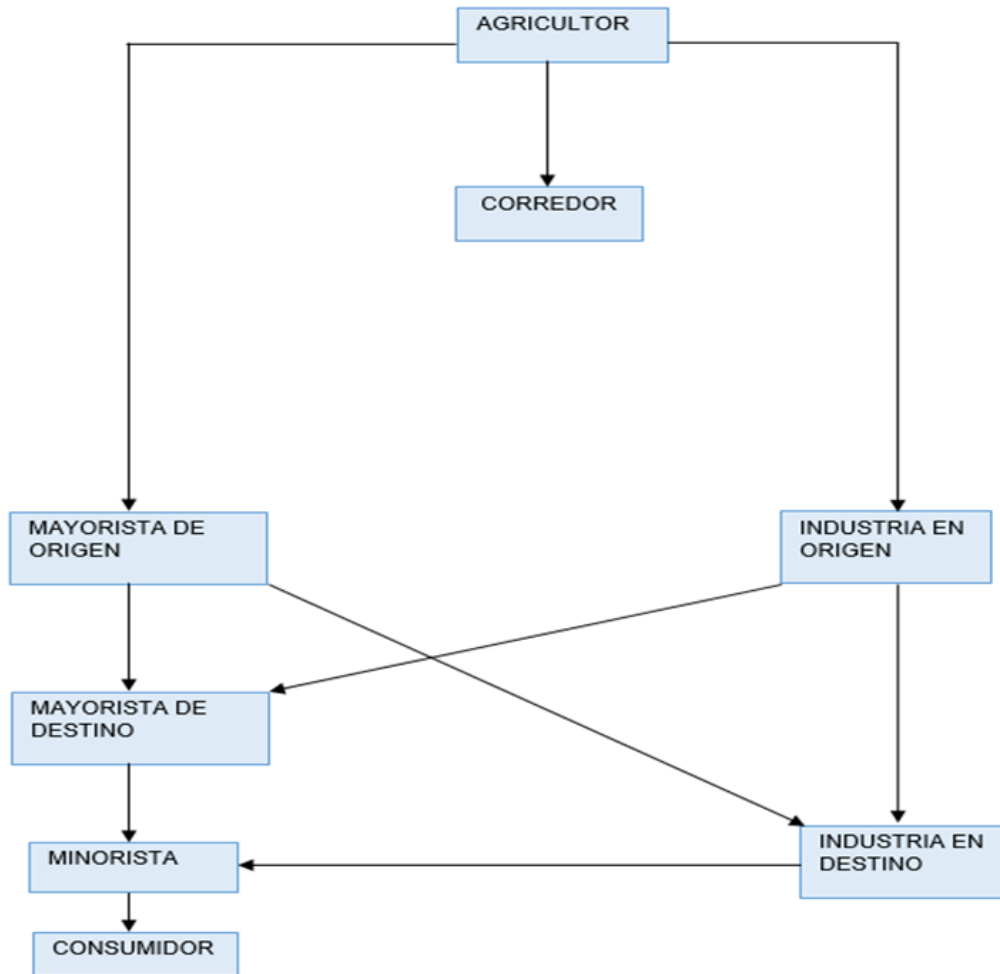 AGRICULTOR
CORREDOR
MAYORISTA DE
ORIGEN
INDUSTRIA EN
ORIGEN
MAYORISTA DE
DESTINO
INDUSTRIA EN
DESTINO
MINORISTA
CONSUMIDOR